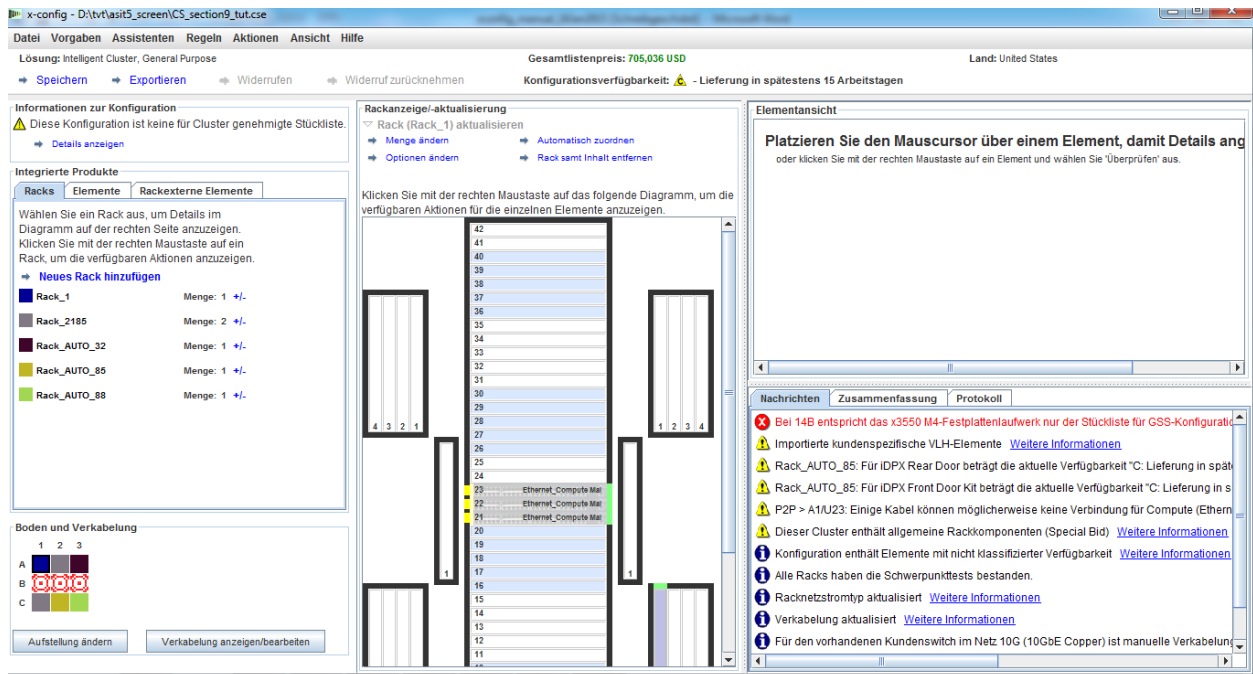 x-config - D:\tvt\asit5_screen\CS_section9_tut.cse
Datei Vorgaben Assistenten Regeln Aktionen Ansicht Hilfe
Lösung: Intelligent Cluster, General Purpose
Gesamtlistenpreis: 705,036 USD
Land: United States
Speichern Exportieren Widerrufen Widerruf zurücknehmen
Konfigurationsverfügbarkeit: C - Lieferung in spätestens 15 Arbeitstagen
Informationen zur Konfiguration
Diese Konfiguration ist keine für Cluster genehmigte Stückliste.
Details anzeigen
Integrierte Produkte
Racks Elemente Rackexterne Elemente
Wählen Sie ein Rack aus, um Details im
Diagramm auf der rechten Seite anzuzeigen.
Klicken Sie mit der rechten Maustaste auf ein
Rack, um die verfügbaren Aktionen anzuzeigen.
Neues Rack hinzufügen
Rack_1 Menge: 1 +/-
Rack_2185 Menge: 2 +/-
Rack_AUTO_32 Menge: 1 +/-
Rack_AUTO_85 Menge: 1 +/-
Rack_AUTO_88 Menge: 1 +/-
Boden und Verkabelung
1 2 3
A
B
C
Aufstellung ändern Verkabelung anzeigen/bearbeiten
Rackanzeige/-aktualisierung
Rack (Rack_1) aktualisieren
Menge ändern Automatisch zuordnen
Optionen ändern Rack samt Inhalt entfernen
Klicken Sie mit der rechten Maustaste auf das folgende Diagramm, um die
verfügbaren Aktionen für die einzelnen Elemente anzuzeigen.
42
41
40
39
38
37
36
35
34
33
32
31
30
29
28
4 3 2 1
1 2 3 4
27
26
25
24
23 Ethernet_Compute Mal
22 Ethernet_Compute Mal
21 Ethernet_Compute Mal
20
19
18
17
1
1
16
15
14
13
12
11
Elementansicht
Platzieren Sie den Mauscursor über einem Element, damit Details ang
oder klicken Sie mit der rechten Maustaste auf ein Element und wählen Sie 'Überprüfen' aus.
Nachrichten Zusammenfassung Protokoll
Bei 14B entspricht das x3550 M4-Festplattenlaufwerk nur der Stückliste für GSS-Konfiguratio
Importierte kundenspezifische VLH-Elemente Weitere Informationen
Rack_AUTO_85: Für iDPX Rear Door beträgt die aktuelle Verfügbarkeit "C: Lieferung in späte
Rack_AUTO_85: Für iDPX Front Door Kit beträgt die aktuelle Verfügbarkeit "C: Lieferung in s
P2P > A1/U23: Einige Kabel können möglicherweise keine Verbindung für Compute (Ethern
Dieser Cluster enthält allgemeine Rackkomponenten (Special Bid) Weitere Informationen
Konfiguration enthält Elemente mit nicht klassifizierter Verfügbarkeit Weitere Informationen
Alle Racks haben die Schwerpunkttests bestanden.
Racknetzstromtyp aktualisiert Weitere Informationen
Verkabelung aktualisiert Weitere Informationen
Für den vorhandenen Kundenswitch im Netz 10G (10GbE Copper) ist manuelle Verkabelung